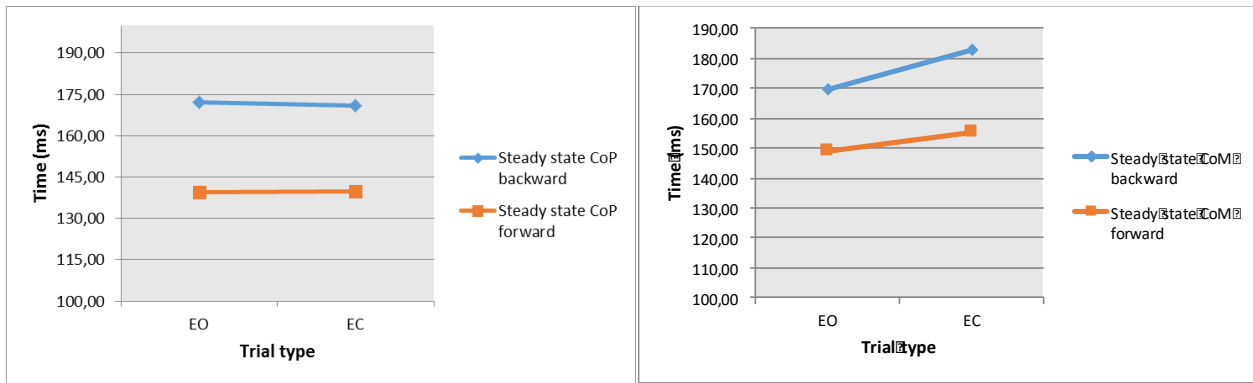 190,00
175,00
160,00
145,00
130,00
115,00
100,00
Time (ms)
EO
EC
Trial type
Steady state CoP
backward
Steady state CoP
forward
190,00
180,00
170,00
160,00
150,00
140,00
130,00
120,00
110,00
100,00
Time (ms)
EO
EC
Trial type
Steady state CoM
backward
Steady state CoM
forward